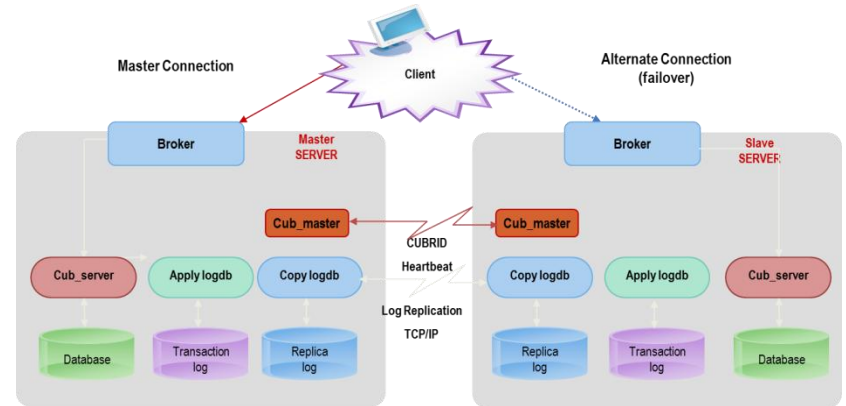 Master Connection
Client
Alternate Connection
(failover)
Broker
Master
SERVER
Broker
Slave
SERVER
Cub_master
Cub_master
CUBRID
Heartbeat
Cub_server
Apply logdb
Copy logdb
Copy logdb
Apply logdb
Cub_server
Log Replication
TCP/IP
Database
Transaction
log
Replica
log
Replica
log
Transaction
log
Database